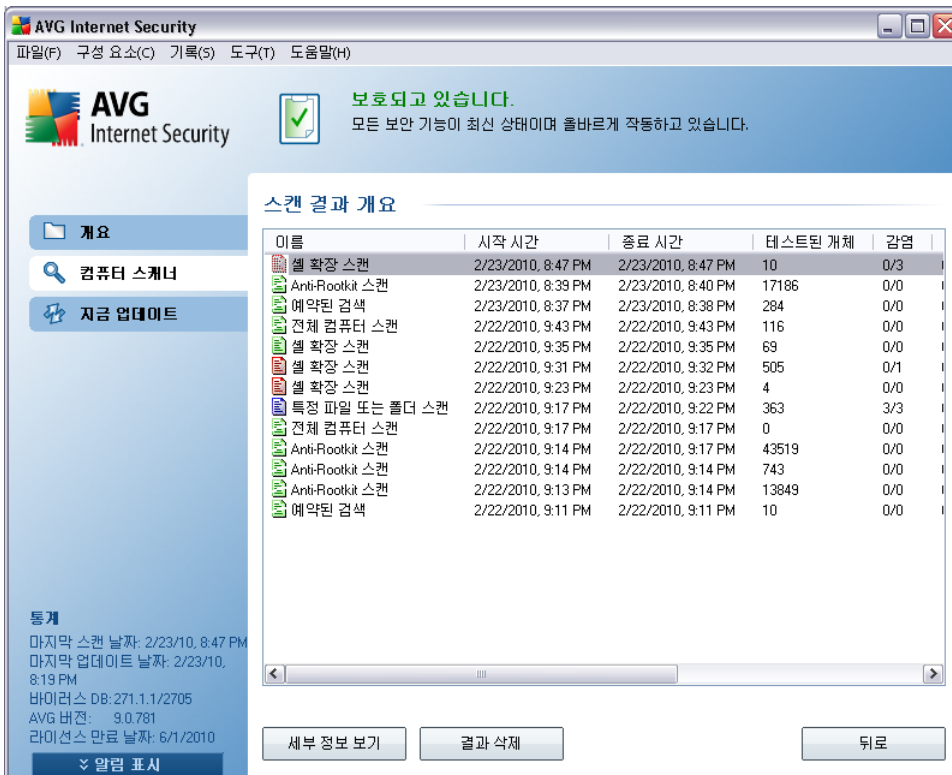 AVG Internet Security
파일(F) 구성 요소(C) 기록(S) 도구(T) 도움말(H)
AVG
Internet Security
보호되고 있습니다.
모든 보안 기능이 최신 상태이며 올바르게 작동하고 있습니다.
개요
컴퓨터 스캐너
지금 업데이트
스캔 결과 개요
이름 시작 시간 종료 시간 테스트된 개체 감염
셸 확장 스캔 2/23/2010, 8:47 PM 2/23/2010, 8:47 PM 10 0/3
Anti-Rootkit 스캔 2/23/2010, 8:39 PM 2/23/2010, 8:40 PM 17186 0/0
예약된 검색 2/23/2010, 8:37 PM 2/23/2010, 8:38 PM 284 0/0
전체 컴퓨터 스캔 2/22/2010, 9:43 PM 2/22/2010, 9:43 PM 116 0/0
셸 확장 스캔 2/22/2010, 9:35 PM 2/22/2010, 9:35 PM 69 0/0
셸 확장 스캔 2/22/2010, 9:31 PM 2/22/2010, 9:32 PM 505 0/1
셸 확장 스캔 2/22/2010, 9:23 PM 2/22/2010, 9:23 PM 4 0/0
특정 파일 또는 폴더 스캔 2/22/2010, 9:17 PM 2/22/2010, 9:22 PM 363 3/3
전체 컴퓨터 스캔 2/22/2010, 9:17 PM 2/22/2010, 9:17 PM 0 0/0
Anti-Rootkit 스캔 2/22/2010, 9:14 PM 2/22/2010, 9:17 PM 43519 0/0
Anti-Rootkit 스캔 2/22/2010, 9:14 PM 2/22/2010, 9:14 PM 743 0/0
Anti-Rootkit 스캔 2/22/2010, 9:13 PM 2/22/2010, 9:14 PM 13849 0/0
예약된 검색 2/22/2010, 9:11 PM 2/22/2010, 9:11 PM 10 0/0
통계
마지막 스캔 날짜: 2/23/10, 8:47 PM
마지막 업데이트 날짜: 2/23/10,
8:19 PM
바이러스 DB: 271.1.1/2705
AVG 버전: 9.0.781
라이선스 만료 날짜: 6/1/2010
알림 표시
세부 정보 보기 결과 삭제 뒤로